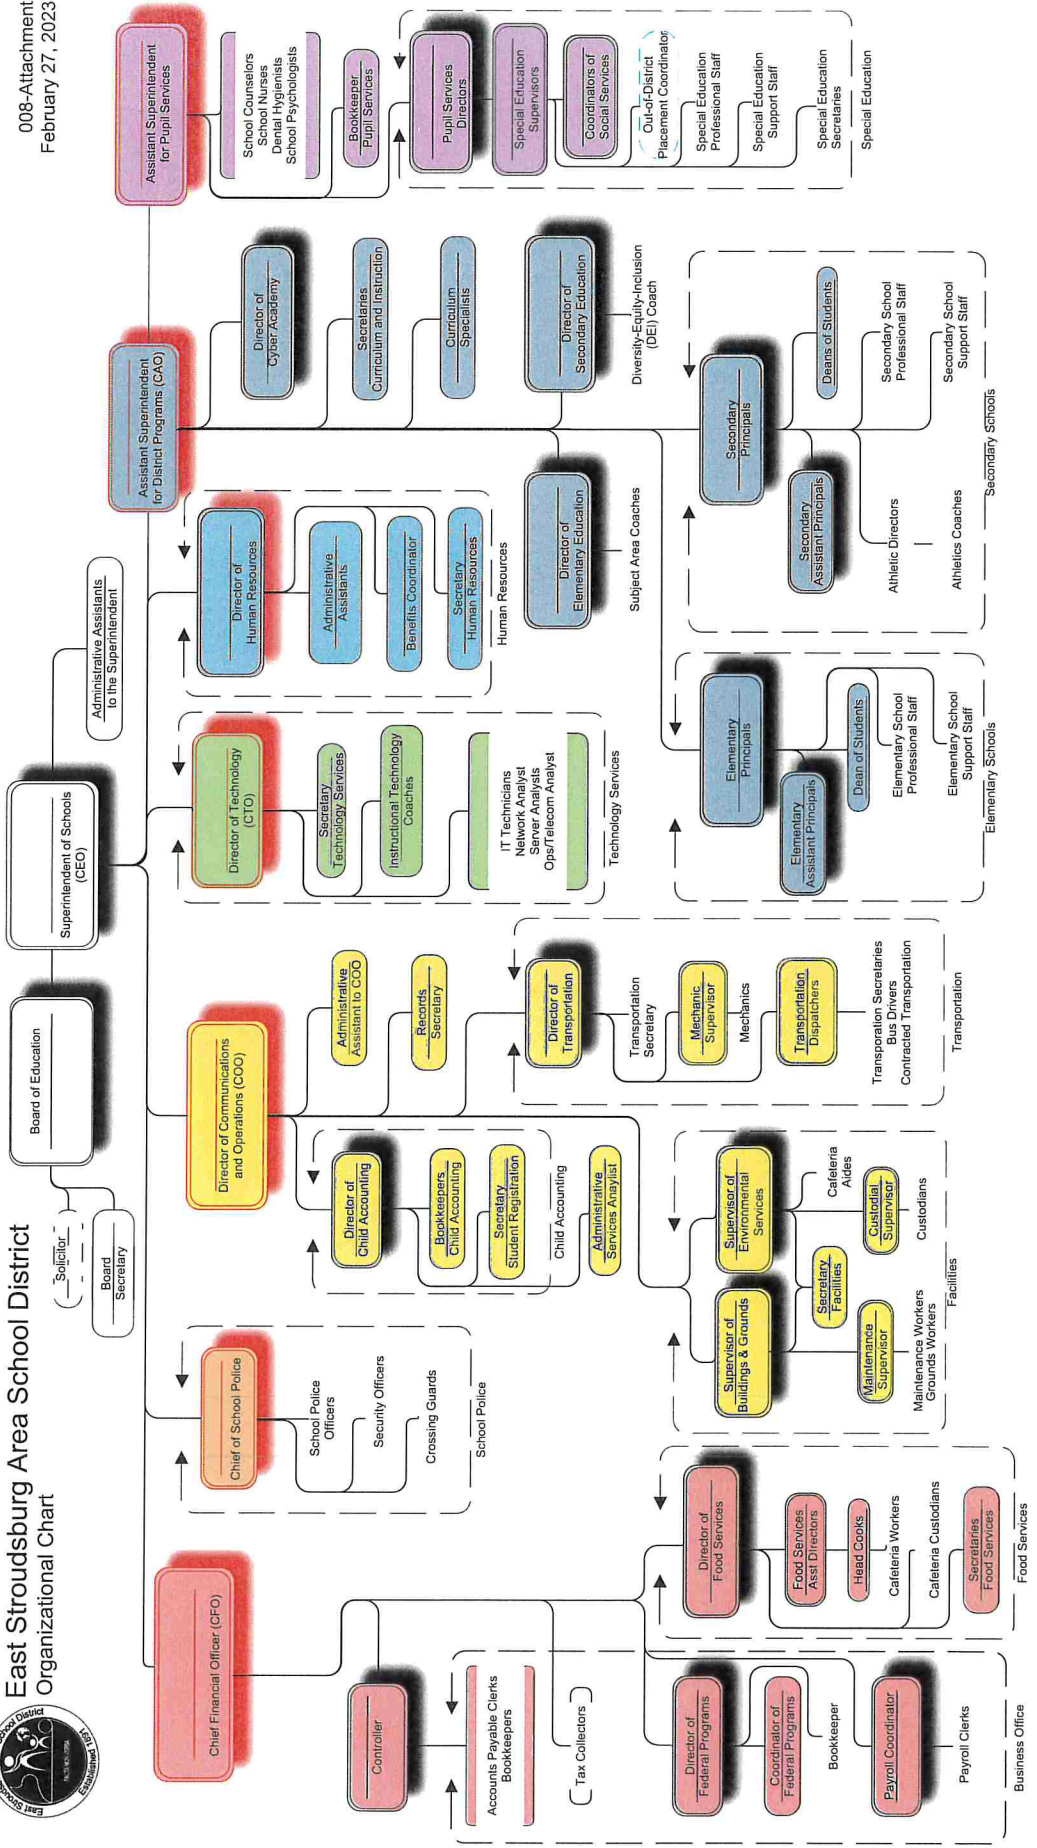 008-Attachment
February 27, 2023
East Stroudsburg Area School District
Organizational Chart
School District
Established 1891
East
Board of Education
Solicitor
Board
Secretary
Superintendent of Schools
(CEO)
Administrative Assistants
to the Superintendent
Chief Financial Officer (CFO)
Controller
Accounts Payable Clerks
Bookkeepers
Tax Collectors
Director of
Federal Programs
Coordinator of
Federal Programs
Bookkeeper
Payroll Coordinator
Payroll Clerks
Business Office
Director of
Food Services
Food Services
Asst Directors
Head Cooks
Cafeteria Workers
Cafeteria Custodians
Secretaries
Food Services
Food Services
Chief of School Police
School Police
Officers
Security Officers
Crossing Guards
School Police
Director of Communications
and Operations (COO)
Administrative
Assistant to COO
Records
Secretary
Director of
Child Accounting
Bookkeepers
Child Accounting
Secretary
Student Registration
Child Accounting
Administrative
Services Anaylist
Director of
Transportation
Transportation
Secretary
Mechanic
Supervisor
Mechanics
Transportation
Dispatchers
Transporation Secretaries
Bus Drivers
Contracted Transportation
Transportation
Supervisor of
Buildings & Grounds
Supervisor of
Environmental
Services
Cafeteria
Aides
Secretary
Facilities
Custodial
Supervisor
Custodians
Maintenance
Supervisor
Maintenance Workers
Grounds Workers
Facilities
Director of Technology
(CTO)
Secretary
Technology Services
Instructional Technology
Coaches
IT Technicians
Network Analyst
Server Analysts
Ops/Telecom Analyst
Technology Services
Director of
Human Resources
Administrative
Assistants
Benefits Coordinator
Secretary
Human Resources
Human Resources
Assistant Superintendent
for District Programs (CAO)
Director of
Cyber Academy
Secretaries
Curriculum and Instruction
Curriculum
Specialists
Director of
Elementary Education
Subject Area Coaches
Director of
Secondary Education
Diversity-Equity-Inclusion
(DEI) Coach
Elementary
Principals
Elementary
Assistant Principals
Dean of Students
Elementary School
Professional Staff
Elementary School
Support Staff
Elementary Schools
Secondary
Principals
Secondary
Assistant Principals
Deans of Students
Athletic Directors
Secondary School
Professional Staff
Athletics Coaches
Secondary School
Support Staff
Secondary Schools
Assistant Superintendent
for Pupil Services
School Counselors
School Nurses
Dental Hygienists
School Psychologists
Bookkeeper
Pupil Services
Pupil Services
Directors
Special Education
Supervisors
Coordinators of
Social Services
Out-of-District
Placement Coordinator
Special Education
Professional Staff
Special Education
Support Staff
Special Education
Secretaries
Special Education